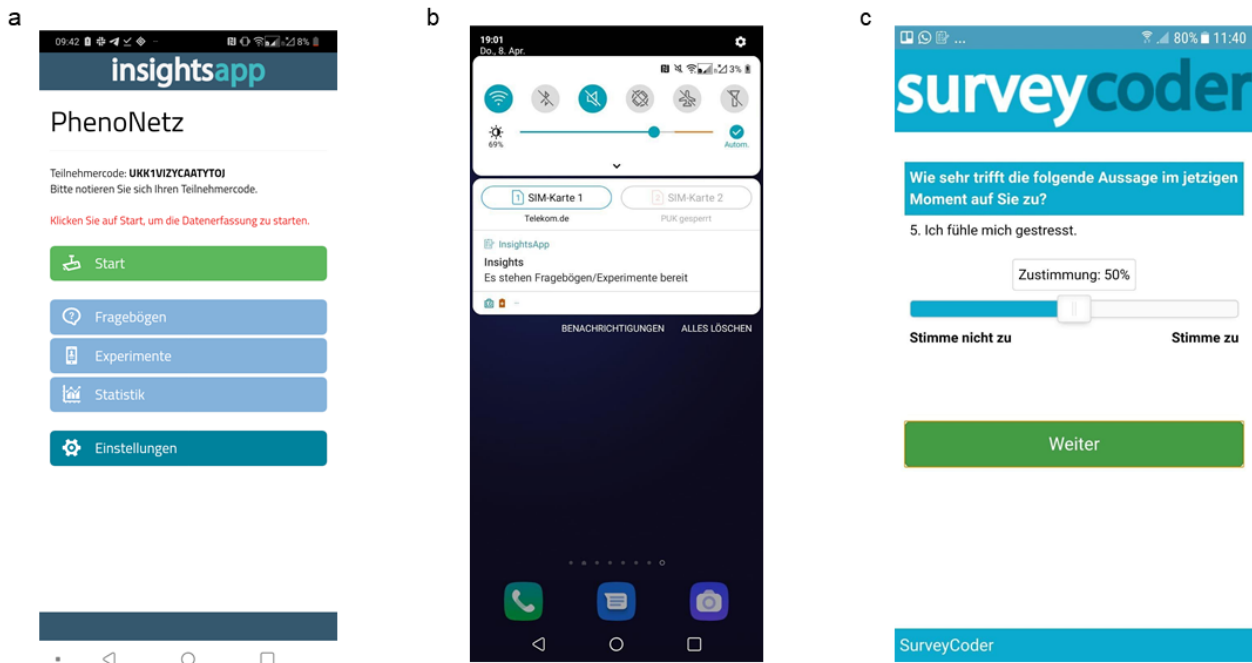 a
09:42
8%
insightsapp
PhenoNetz
Teilnehmercode: UKK1VIZYCAATYTOJ
Bitte notieren Sie sich Ihren Teilnehmercode.
Klicken Sie auf Start, um die Datenerfassung zu starten.
Start
Fragebögen
Experimente
Statistik
Einstellungen
b
19:01
Do., 8. Apr.
3%
69%
Autom.
1 SIM-Karte 1
2 SIM-Karte 2
Telekom.de
PUK gesperrt
InsightsApp
Insights
Es stehen Fragebögen/Experimente bereit
BENACHRICHTIGUNGEN ALLES LÖSCHEN
c
... 80% 11:40
surveycoder
Wie sehr trifft die folgende Aussage im jetzigen
Moment auf Sie zu?
5. Ich fühle mich gestresst.
Zustimmung: 50%
Stimme nicht zu
Stimme zu
Weiter
SurveyCoder